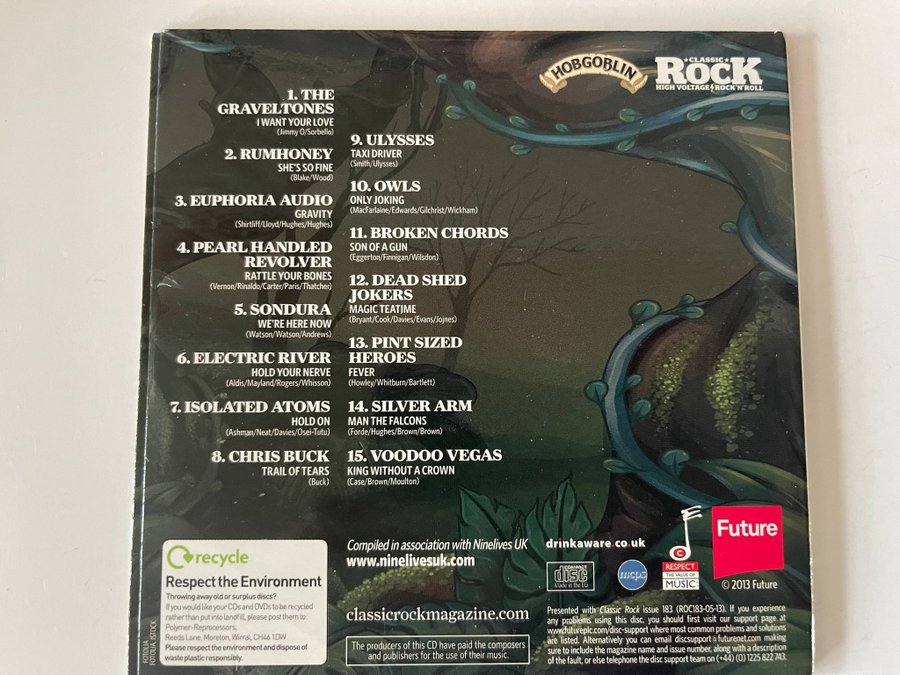 HOBGOBLIN
CLASSIC
ROCK
HIGH VOLTAGE ROCK'N'ROLL
1. THE
GRAVELTONES
I WANT YOUR LOVE
(Jimmy O/Sorbello)
2. RUMHONEY
SHE'S SO FINE
(Blake/Wood)
3. EUPHORIA AUDIO
GRAVITY
(Shirtliff/Lloyd/Hughes/Hughes)
4. PEARL HANDLED
REVOLVER
RATTLE YOUR BONES
(Vernon/Rinaldo/Carter/Paris/Thatcher)
5. SONDURA
WE'RE HERE NOW
(Watson/Watson/Andrews)
6. ELECTRIC RIVER
HOLD YOUR NERVE
(Aldis/Mayland/Rogers/Whisson)
7. ISOLATED ATOMS
HOLD ON
(Ashman/Neat/Davies/Osei-Tutu)
8. CHRIS BUCK
TRAIL OF TEARS
(Buck)
9. ULYSSES
TAXI DRIVER
(Smith/Ulysses)
10. OWLS
ONLY JOKING
(MacFarlaine/Edwards/Gilchrist/Wickham)
11. BROKEN CHORDS
SON OF A GUN
(Eggerton/Finnigan/Wilsdon)
12. DEAD SHED
JOKERS
MAGIC TEATIME
(Bryant/Cook/Davies/Evans/Jojnes)
13. PINT SIZED
HEROES
FEVER
(Howley/Whitburn/Bartlett)
14. SILVER ARM
MAN THE FALCONS
(Forde/Hughes/Brown/Brown)
15. VOODOO VEGAS
KING WITHOUT A CROWN
(Case/Brown/Moulton)
recycle
Respect the Environment
Throwing away old or surplus discs?
If you would like your CDs and DVDs to be recycled
rather than put into landfill, please post them to:
Polymer-Reprocessors,
Reeds Lane, Moreton, Wirral, CH46 1DW
Please respect the environment and dispose of
waste plastic responsibly.
FOTOLIA, ISTOCK
Compiled in association with Ninelives UK
www.ninelivesuk.com
classicrockmagazine.com
The producers of this CD have paid the composers
and publishers for the use of their music.
drinkaware.co.uk
COMPACT
disc
Made in the EU
mcps
C
RESPECT
THE VALUE OF
MUSIC
Future
© 2013 Future
Presented with Classic Rock issue 183 (ROC183-05-13). If you experience
any problems using this disc, you should first visit our support page at
www.futurepic.com/disc-support where most common problems and solutions
are listed. Alternatively you can email discsupport@futurenet.com making
sure to include the magazine name and issue number, along with a description
of the fault, or else telephone the disc support team on (+44) (0) 1225 822 743.